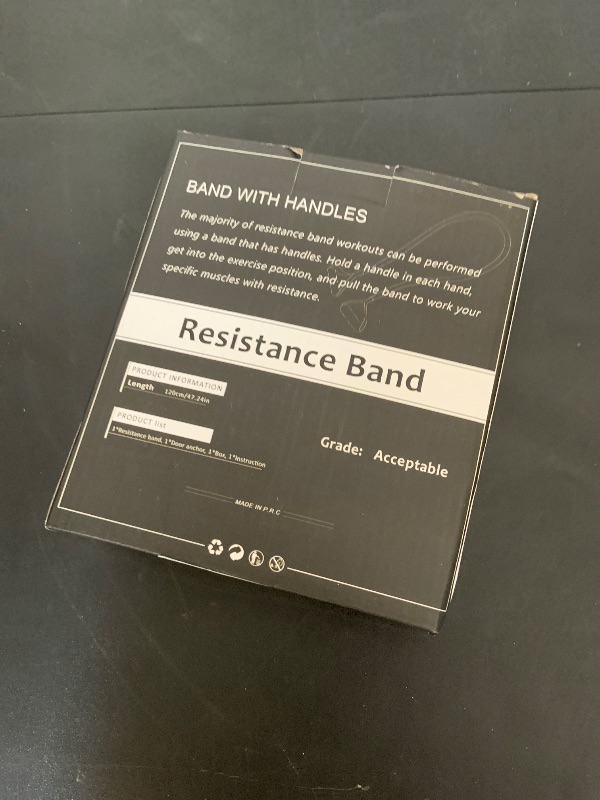 BAND WITH HANDLES
The majority of resistance band workouts can be performed
using a band that has handles. Hold a handle in each hand,
get into the exercise position, and pull the band to work your
specific muscles with resistance.
Resistance Band
PRODUCT INFORMATION
Length 120cm/47.24in
PRODUCT list
1*Resistance band, 1*Door anchor, 1*Box, 1*Instruction
Grade: Acceptable
MADE IN P.R.C